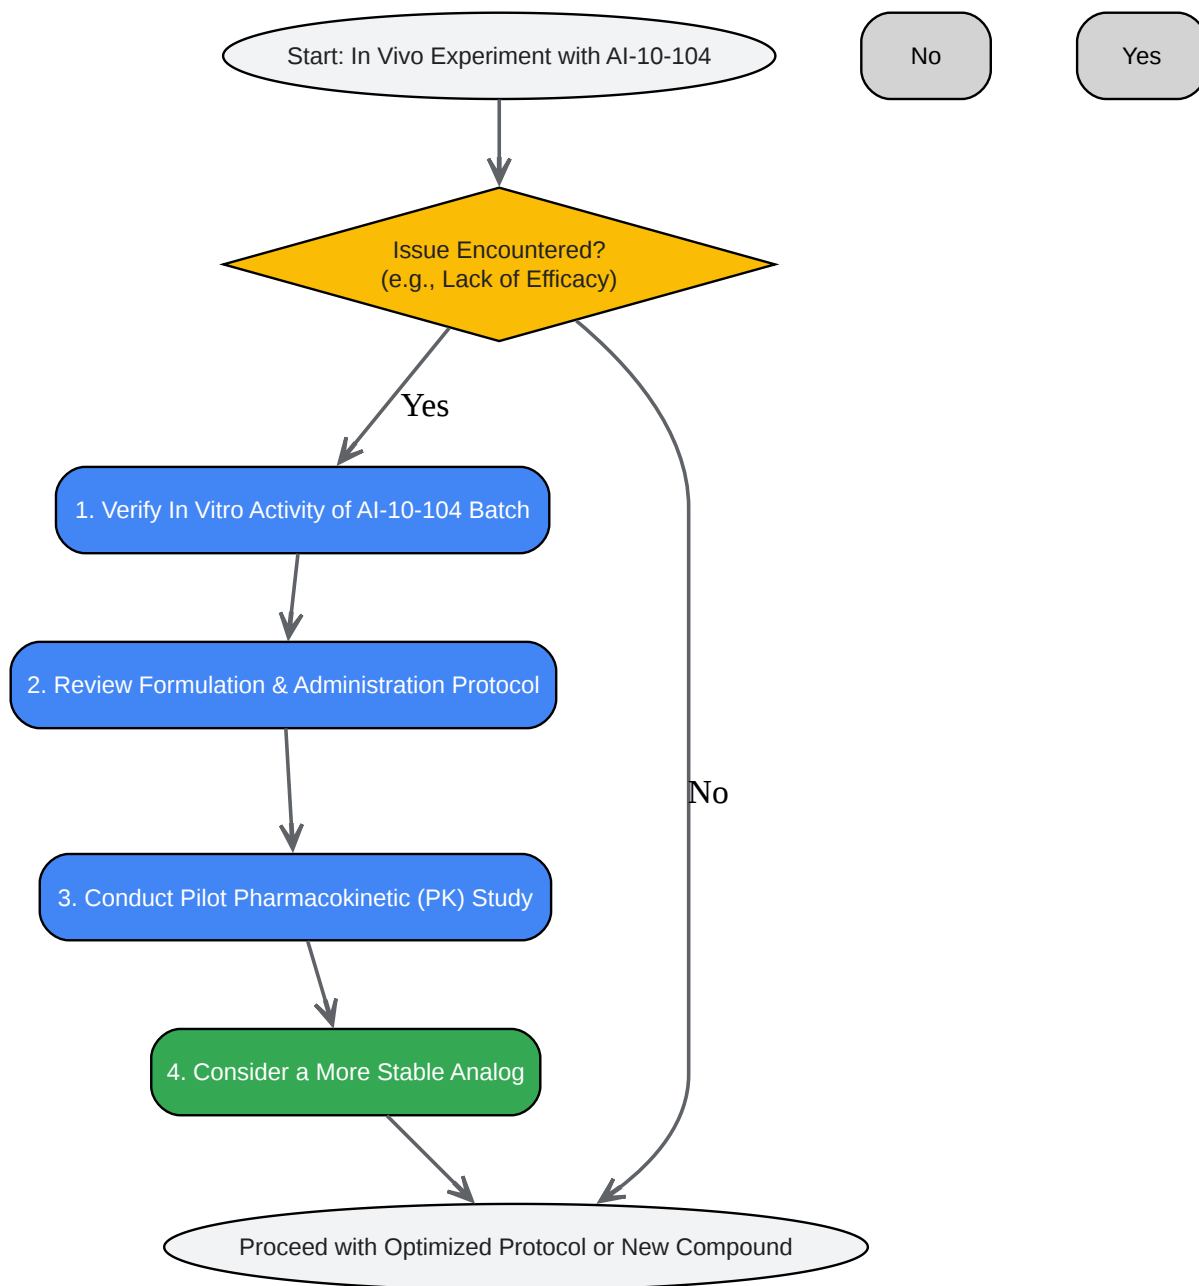 Start: In Vivo Experiment with AI-10-104
No
Yes
Issue Encountered?
(e.g., Lack of Efficacy)
Yes
1. Verify In Vitro Activity of AI-10-104 Batch
2. Review Formulation & Administration Protocol
No
3. Conduct Pilot Pharmacokinetic (PK) Study
4. Consider a More Stable Analog
Proceed with Optimized Protocol or New Compound